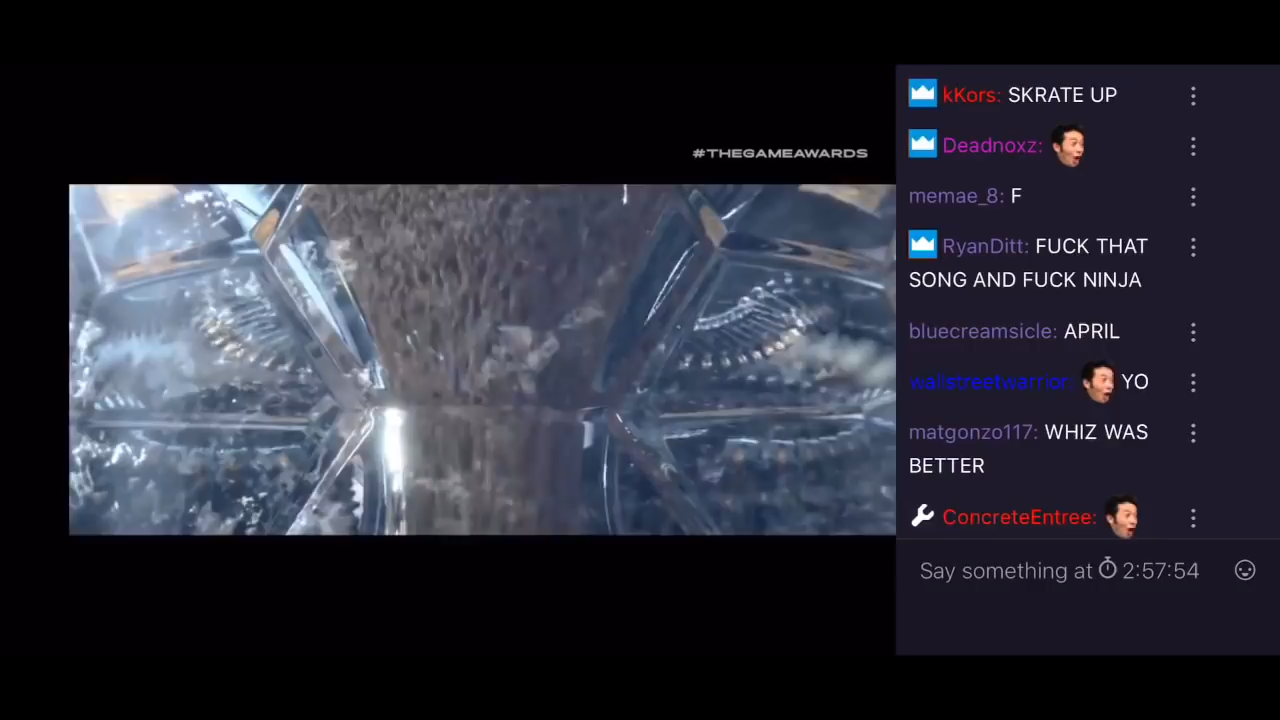 #THEGAMEAWARDS
kKors: SKRATE UP
Deadnoxz:
memae_8: F
RyanDitt: FUCK THAT
SONG AND FUCK NINJA
bluecreamsicle: APRIL
wallstreetwarrior: YO
matgonzo117: WHIZ WAS
BETTER
ConcreteEntree:
Say something at 2:57:54